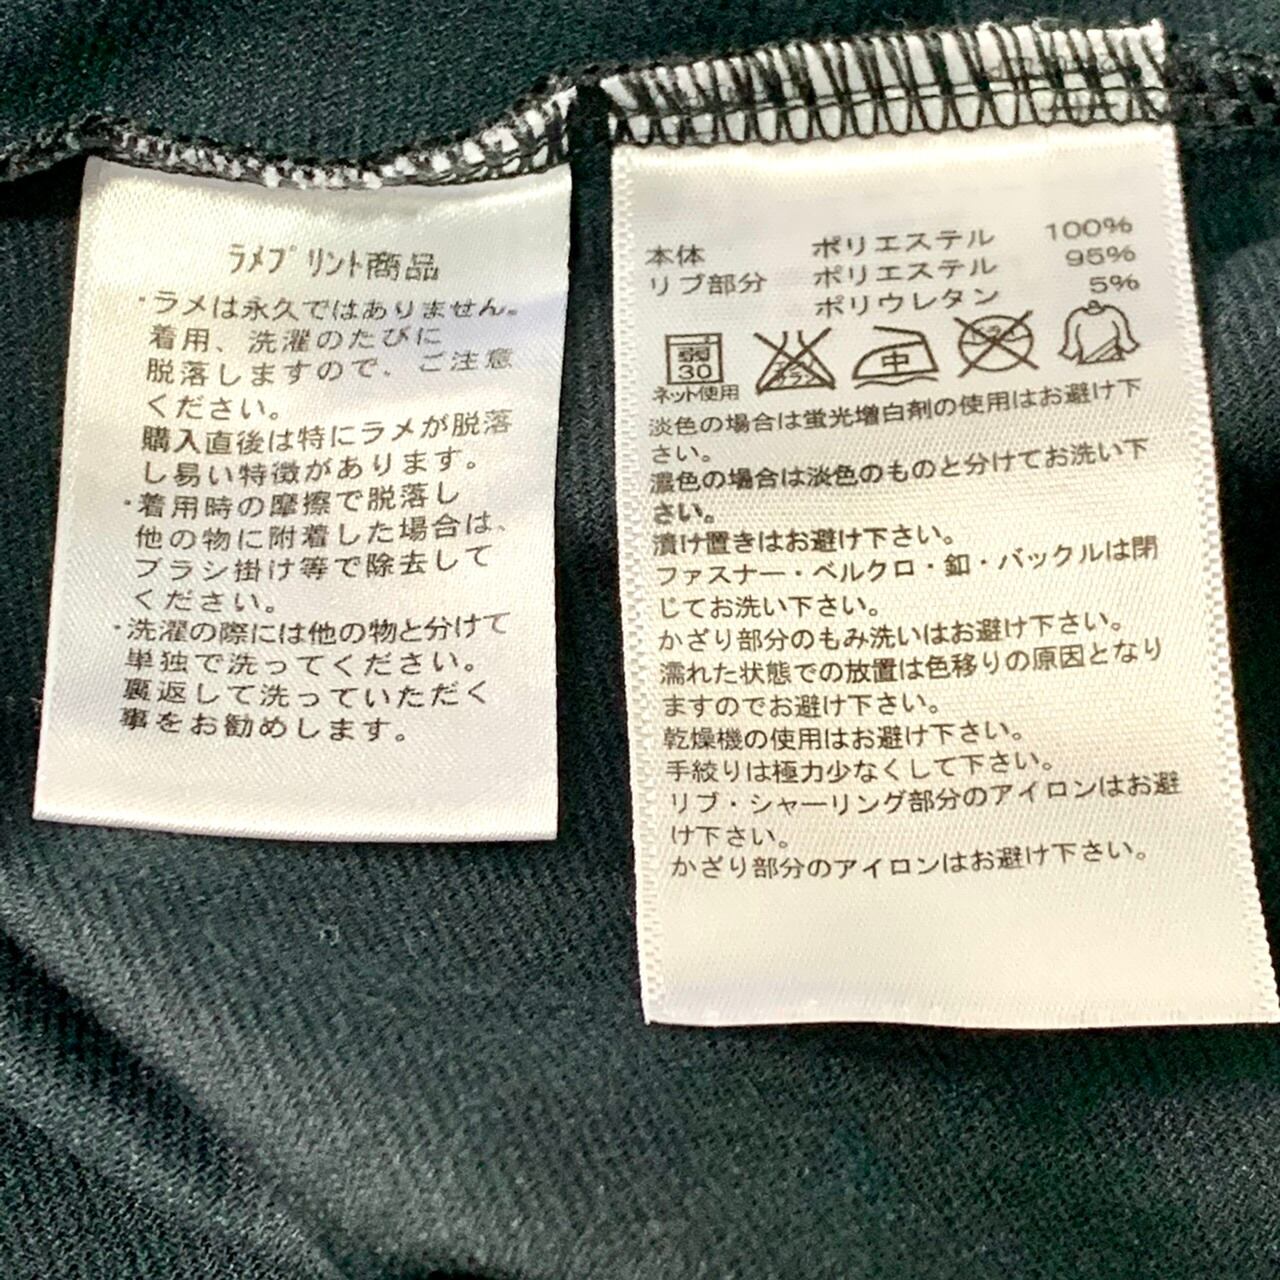 ﾗﾒﾌﾟﾘﾝﾄ商品
・ラメは永久ではありません。
着用、洗濯のたびに
脱落しますので、ご注意
ください。
購入直後は特にラメが脱落
し易い特徴があります。
・着用時の摩擦で脱落し
他の物に附着した場合は、
ブラシ掛け等で除去して
ください。
・洗濯の際には他の物と分けて
単独で洗ってください。
裏返して洗っていただく
事をお勧めします。
本体 ポリエステル 100%
リブ部分 ポリエステル 95%
ポリウレタン 5%
弱 30 中
ネット使用
淡色の場合は蛍光増白剤の使用はお避け下
さい。
濃色の場合は淡色のものと分けてお洗い下
さい。
漬け置きはお避け下さい。
ファスナー・ベルクロ・釦・バックルは閉
じてお洗い下さい。
かざり部分のもみ洗いはお避け下さい。
濡れた状態での放置は色移りの原因となり
ますのでお避け下さい。
乾燥機の使用はお避け下さい。
手絞りは極力少なくして下さい。
リブ・シャーリング部分のアイロンはお避
け下さい。
かざり部分のアイロンはお避け下さい。